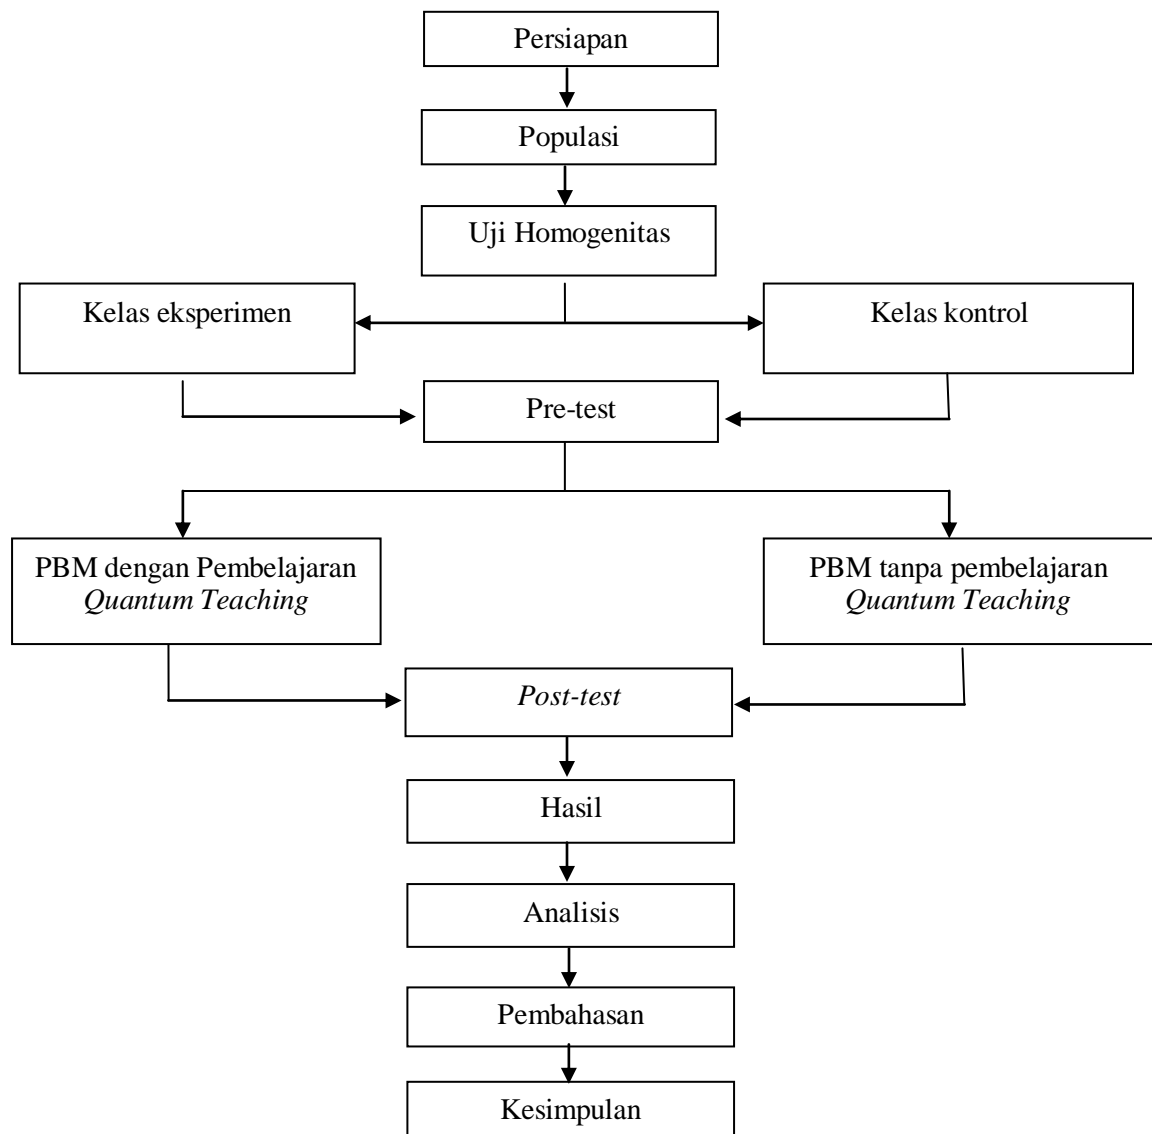 Persiapan
Populasi
Uji Homogenitas
Kelas eksperimen
Kelas kontrol
Pre-test
PBM dengan Pembelajaran
Quantum Teaching
PBM tanpa pembelajaran
Quantum Teaching
Post-test
Hasil
Analisis
Pembahasan
Kesimpulan